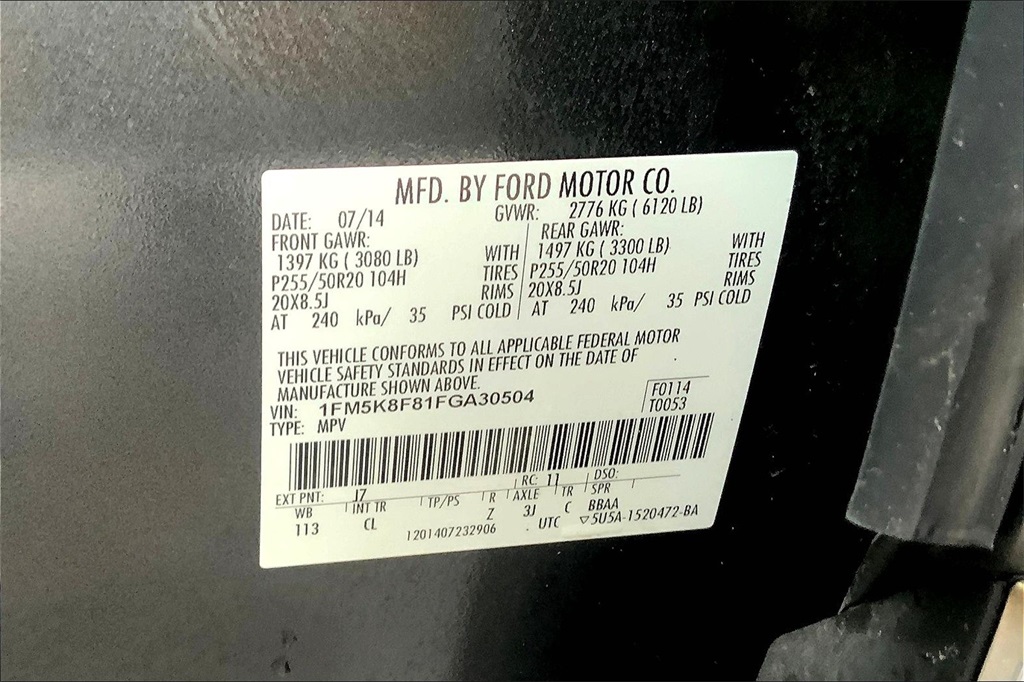 MFD. BY FORD MOTOR CO.
DATE: 07/14 GVWR: 2776 KG ( 6120 LB)
FRONT GAWR: REAR GAWR:
1397 KG ( 3080 LB) WITH 1497 KG ( 3300 LB) WITH
P255/50R20 104H TIRES P255/50R20 104H TIRES
20X8.5J RIMS 20X8.5J RIMS
AT 240 kPa/ 35 PSI COLD AT 240 kPa/ 35 PSI COLD
THIS VEHICLE CONFORMS TO ALL APPLICABLE FEDERAL MOTOR
VEHICLE SAFETY STANDARDS IN EFFECT ON THE DATE OF
MANUFACTURE SHOWN ABOVE.
VIN: 1FM5K8F81FGA30504 F0114
TYPE: MPV T0053
EXT PNT: J7 RC: 11 DSO:
WB INT TR TP/PS R AXLE TR SPR
113 CL Z 3J C BBAA
1201407232906 UTC ▽5U5A-1520472-BA